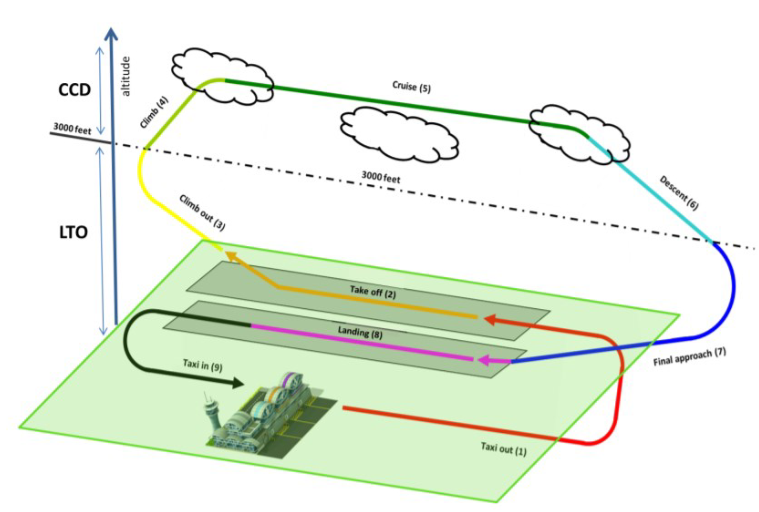 CCD
altitude
Cruise (5)
Climb (4)
3000 feet
3000 feet
Descent (6)
LTO
Climb out (3)
Take off (2)
Landing (8)
Final approach (7)
Taxi in (9)
Taxi out (1)